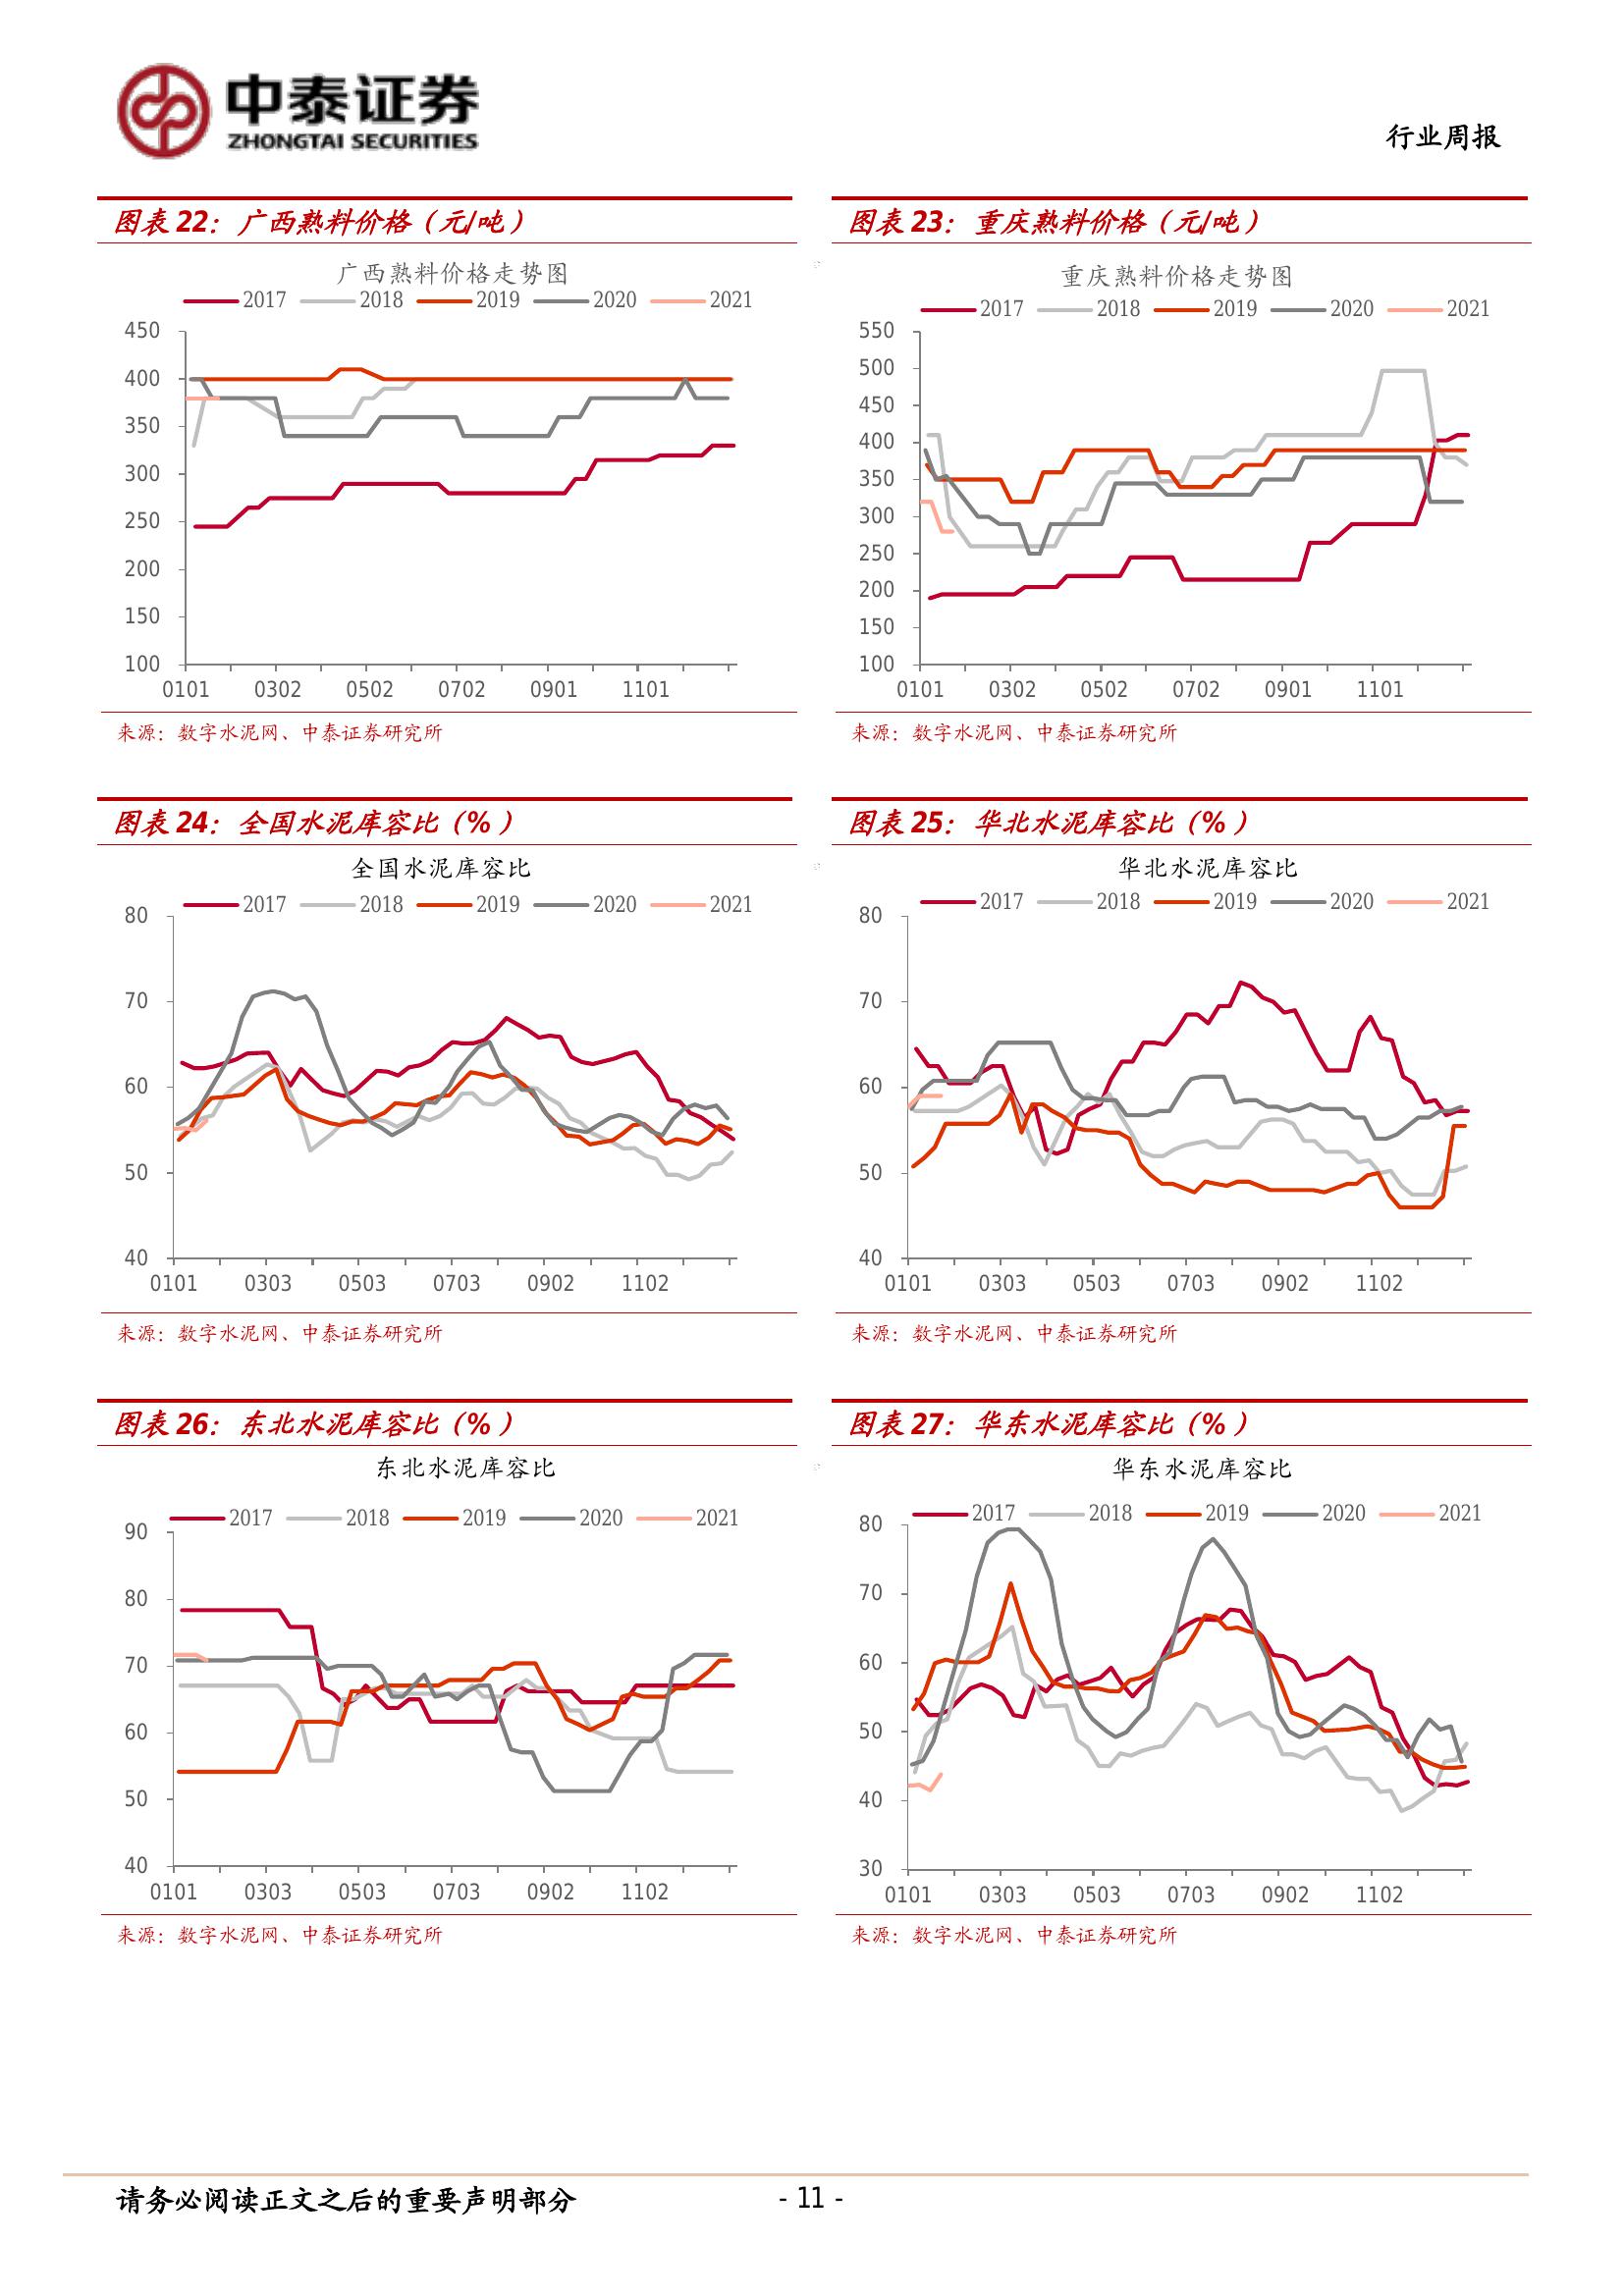 中泰证券
ZHONGTAI SECURITIES
行业周报
图表 22：广西熟料价格（元/吨）
广西熟料价格走势图
2017 2018 2019 2020 2021
450
400
350
300
250
200
150
100
0101 0302 0502 0702 0901 1101
来源：数字水泥网、中泰证券研究所
图表 23：重庆熟料价格（元/吨）
重庆熟料价格走势图
2017 2018 2019 2020 2021
550
500
450
400
350
300
250
200
150
100
0101 0302 0502 0702 0901 1101
来源：数字水泥网、中泰证券研究所
图表 24：全国水泥库容比（%）
全国水泥库容比
2017 2018 2019 2020 2021
80
70
60
50
40
0101 0303 0503 0703 0902 1102
来源：数字水泥网、中泰证券研究所
图表 25：华北水泥库容比（%）
华北水泥库容比
2017 2018 2019 2020 2021
80
70
60
50
40
0101 0303 0503 0703 0902 1102
来源：数字水泥网、中泰证券研究所
图表 26：东北水泥库容比（%）
东北水泥库容比
2017 2018 2019 2020 2021
90
80
70
60
50
40
0101 0303 0503 0703 0902 1102
来源：数字水泥网、中泰证券研究所
图表 27：华东水泥库容比（%）
华东水泥库容比
2017 2018 2019 2020 2021
80
70
60
50
40
30
0101 0303 0503 0703 0902 1102
来源：数字水泥网、中泰证券研究所
请务必阅读正文之后的重要声明部分
- 11 -